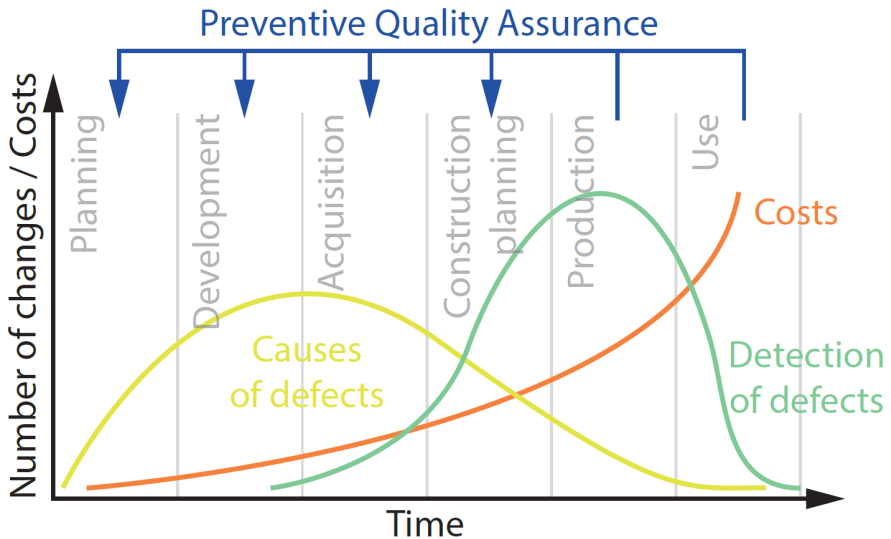 Preventive Quality Assurance
Number of changes / Costs
Planning
Development
Acquisition
Construction
planning
Production
Use
Costs
Causes
of defects
Detection
of defects
Time